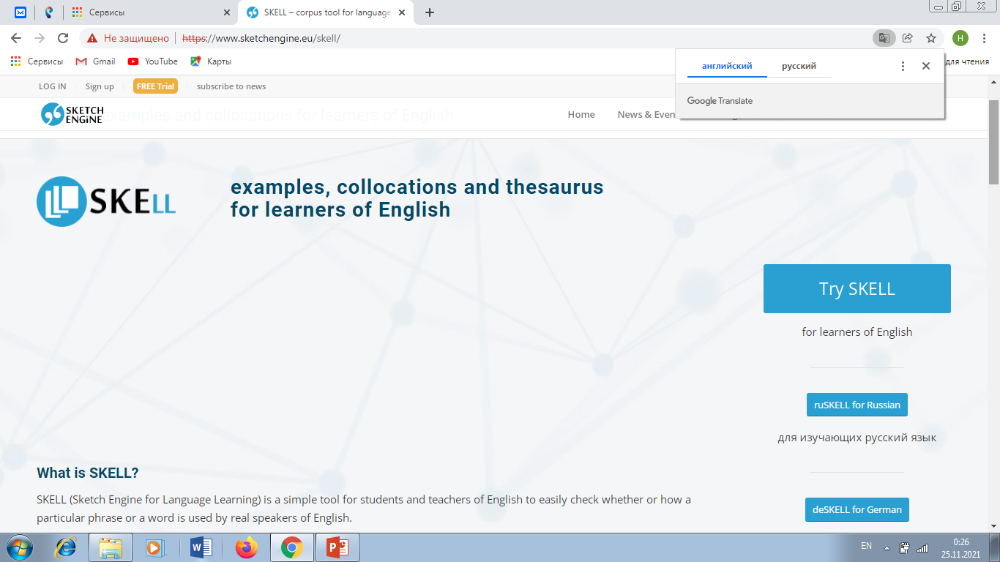 Сервисы
SKELL – corpus tool for language
Не защищено
https://www.sketchengine.eu/skell/
H
Сервисы
Gmail
YouTube
Карты
для чтения
английский
русский
Google Translate
LOG IN
Sign up
FREE Trial
subscribe to news
SKETCH
ENGINE
examples and collocations for learners of English
Home
News & Even
SKELL
examples, collocations and thesaurus
for learners of English
Try SKELL
for learners of English
ruSKELL for Russian
для изучающих русский язык
deSKELL for German
What is SKELL?
SKELL (Sketch Engine for Language Learning) is a simple tool for students and teachers of English to easily check whether or how a
particular phrase or a word is used by real speakers of English.
EN
0:26
25.11.2021